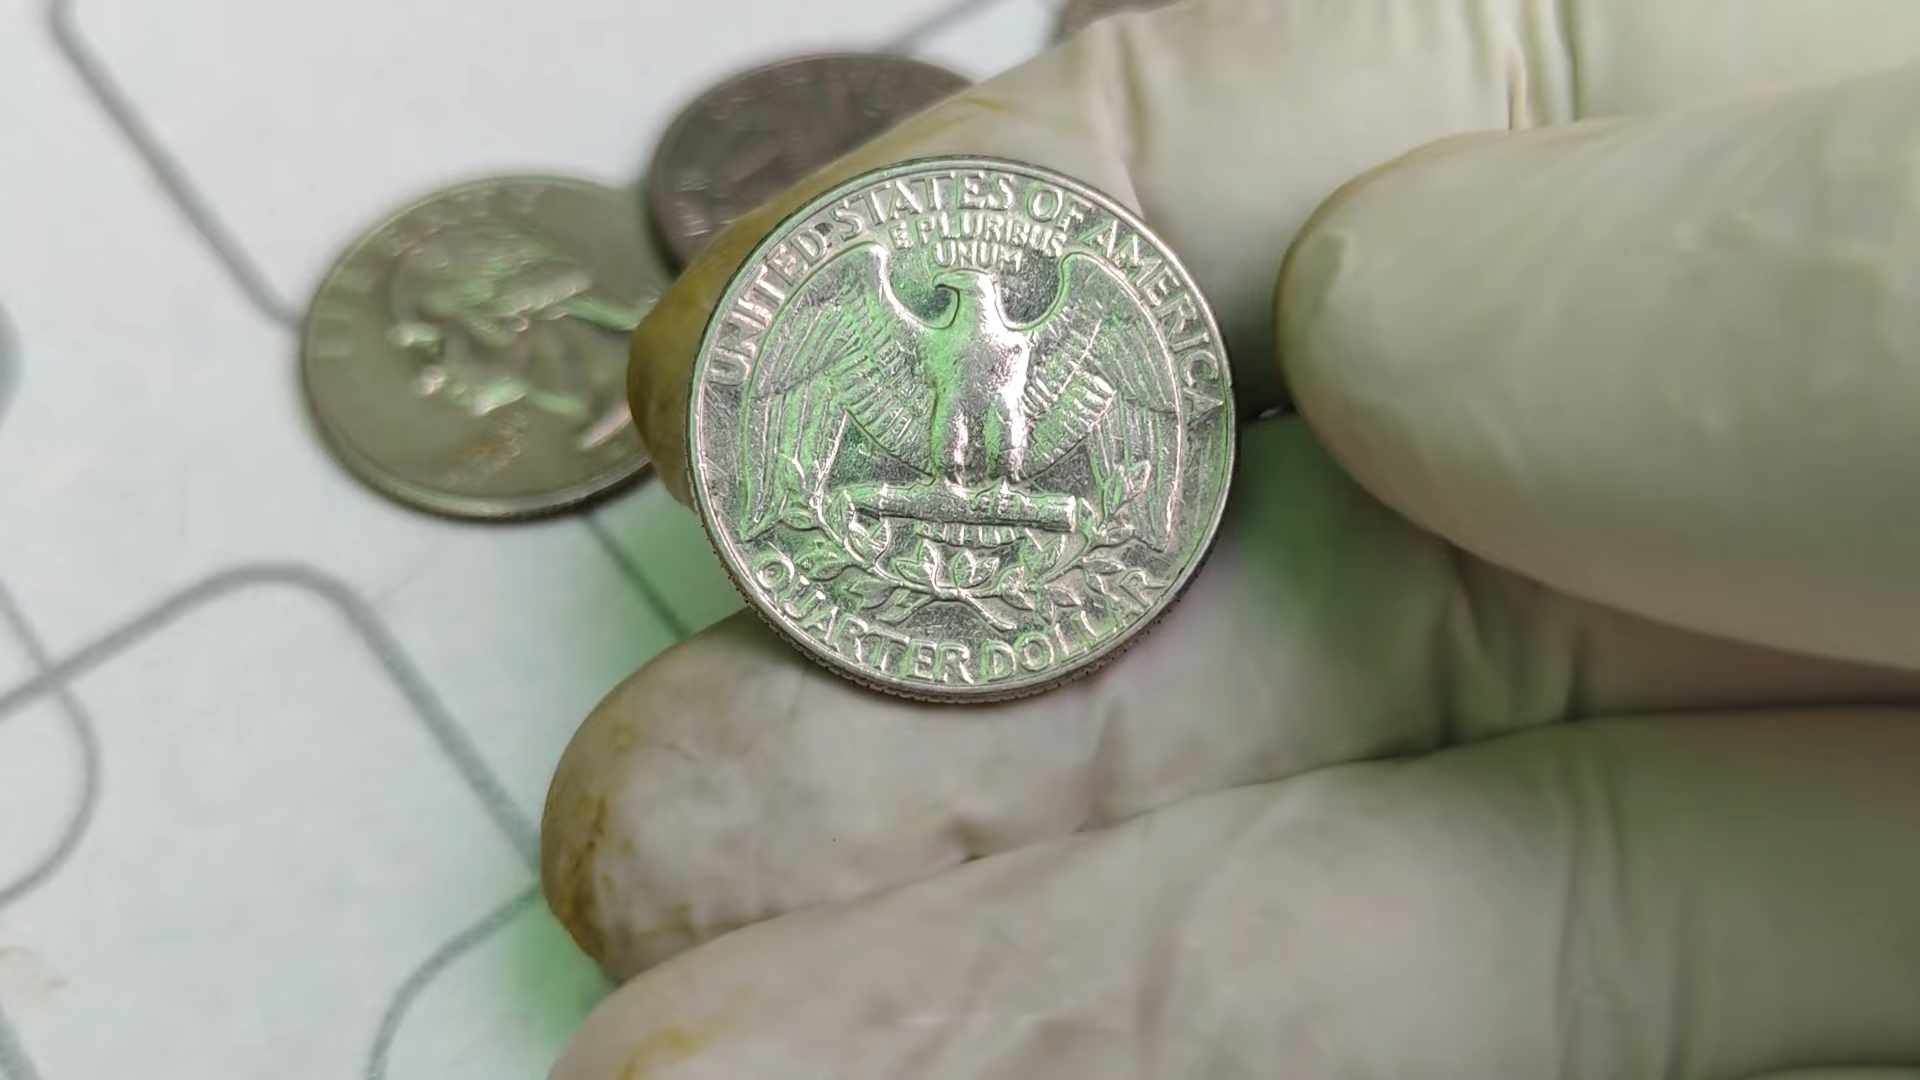 UNITED STATES OF AMERICA
E PLURIBUS
UNUM
QUARTER DOLLAR